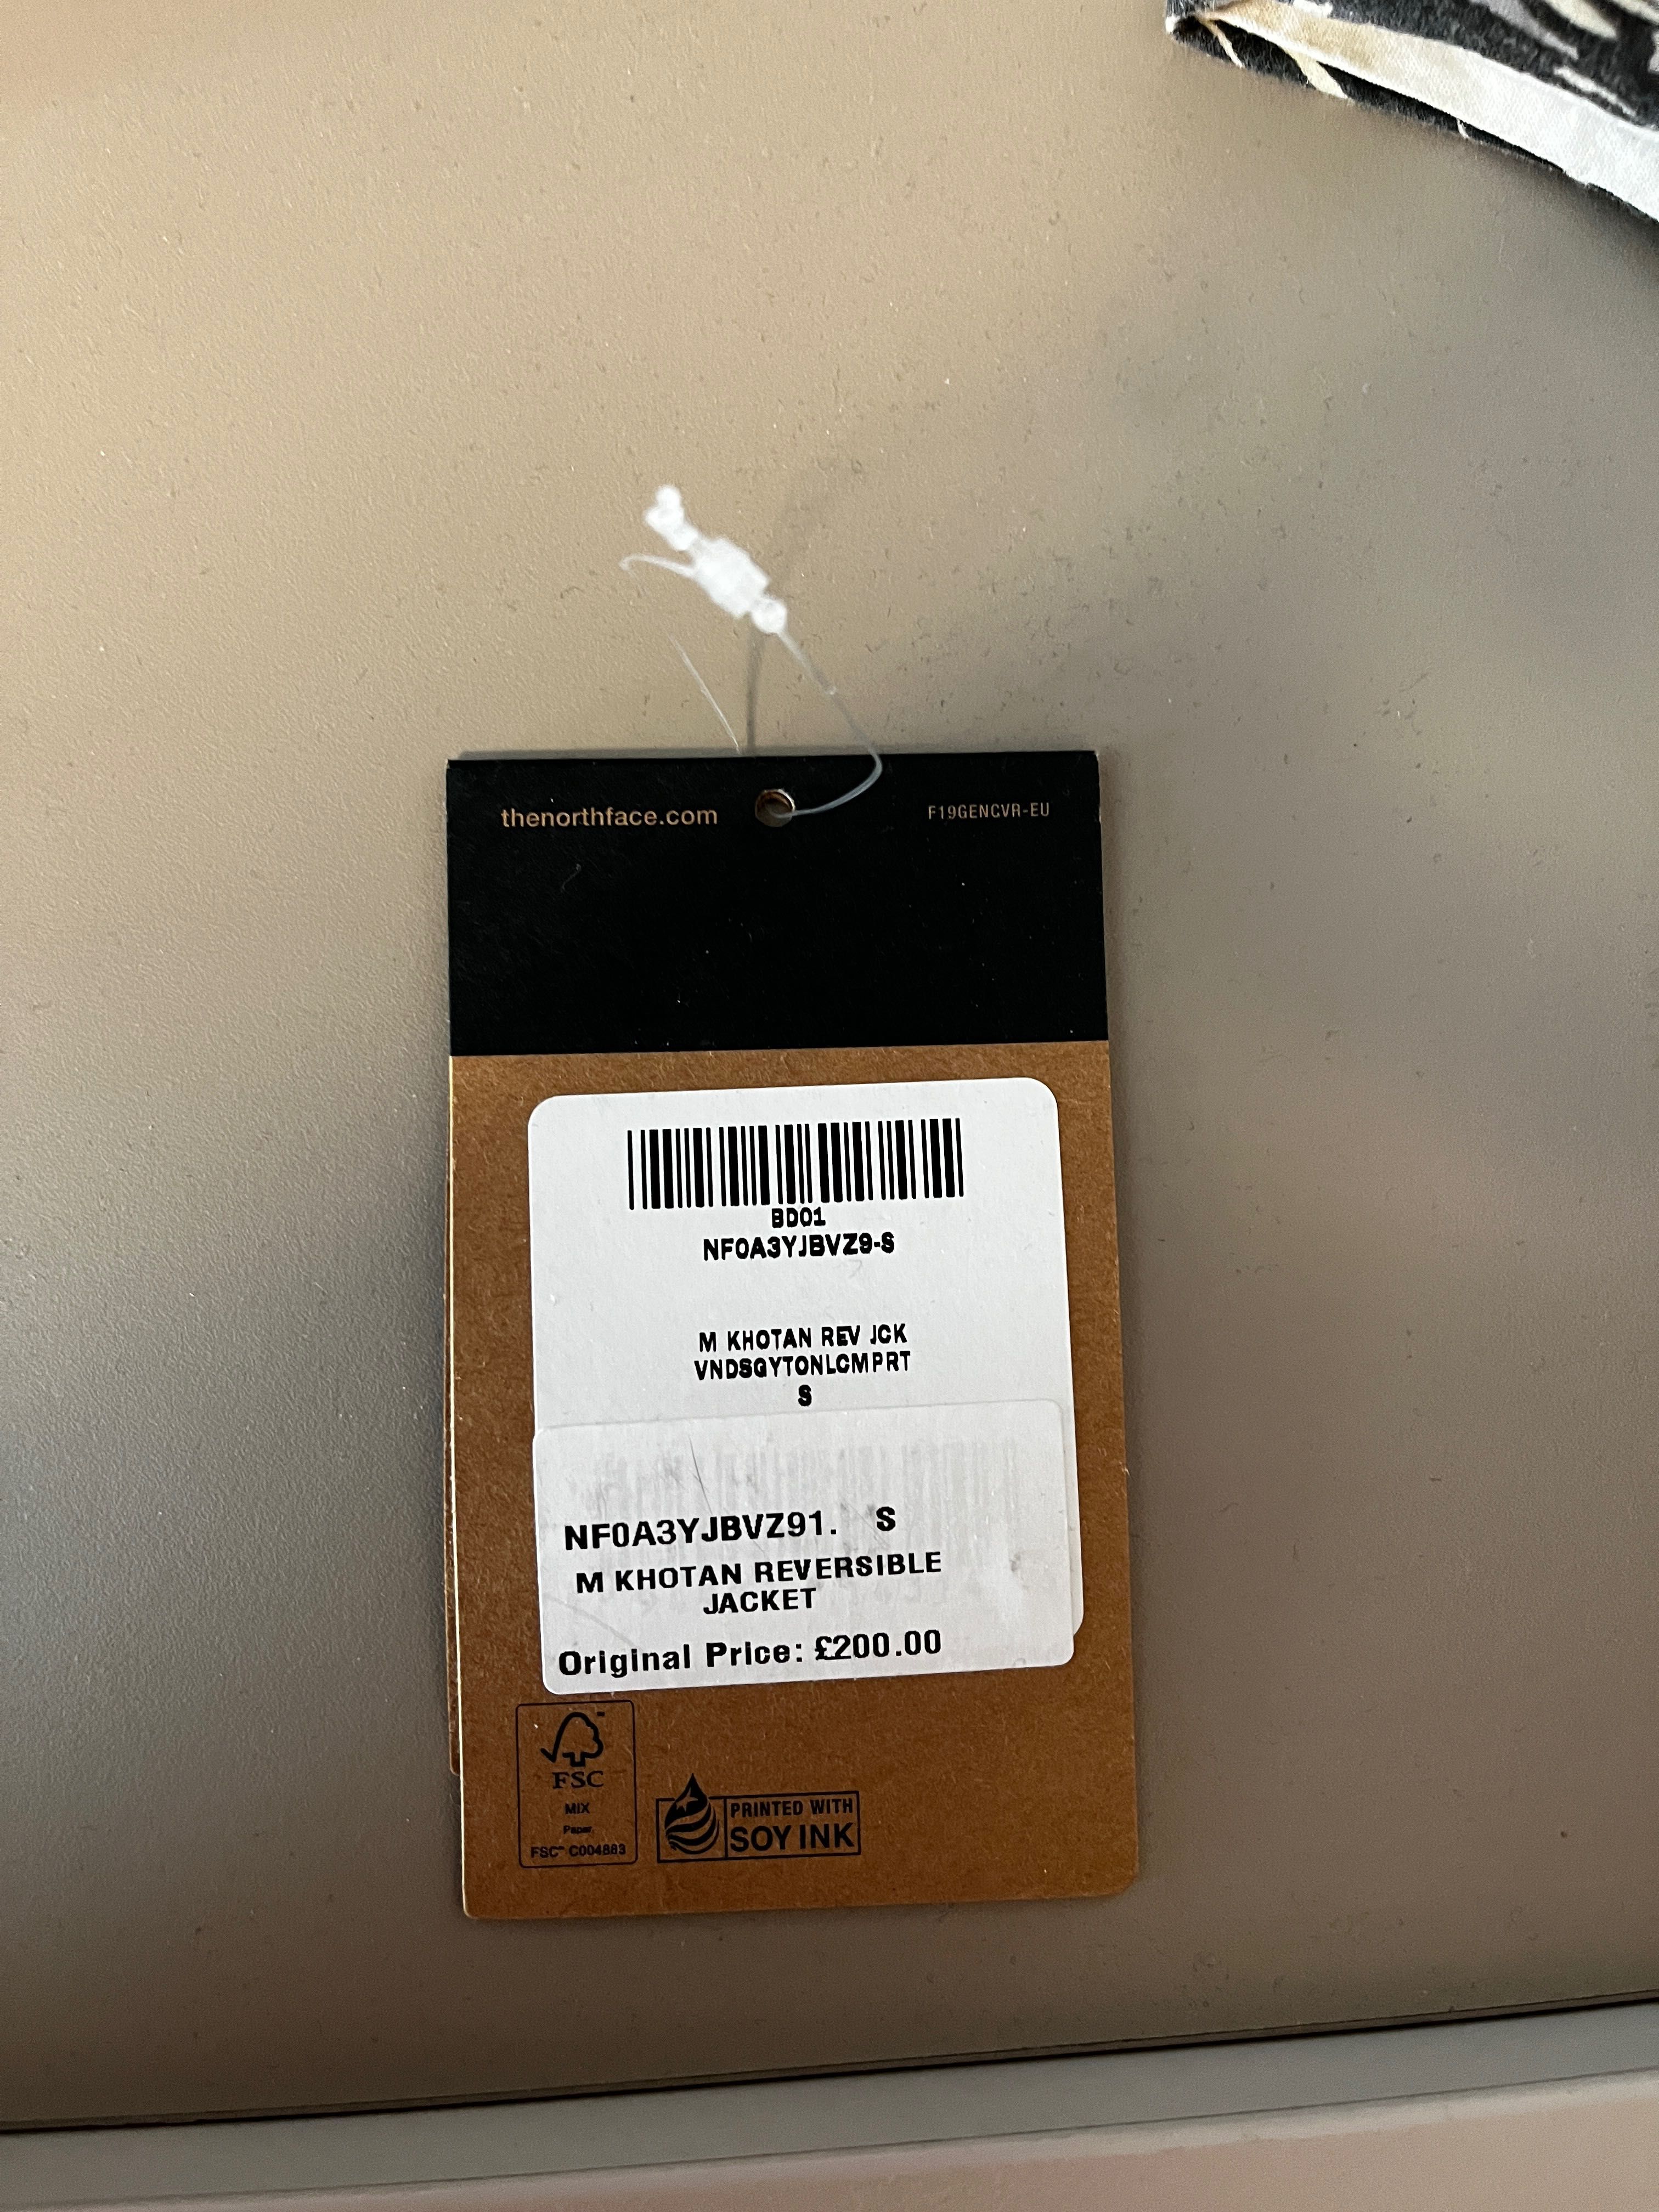 thenorthface.com F19GENCVR-EU
BD01
NF0A3YJBVZ9-S
M KHOTAN REV JCK
VNDSGYTONLCMPRT
S
NF0A3YJBVZ91. S
M KHOTAN REVERSIBLE
JACKET
Original Price: £200.00
FSC
MIX
Paper
FSC™ C004883
PRINTED WITH
SOY INK